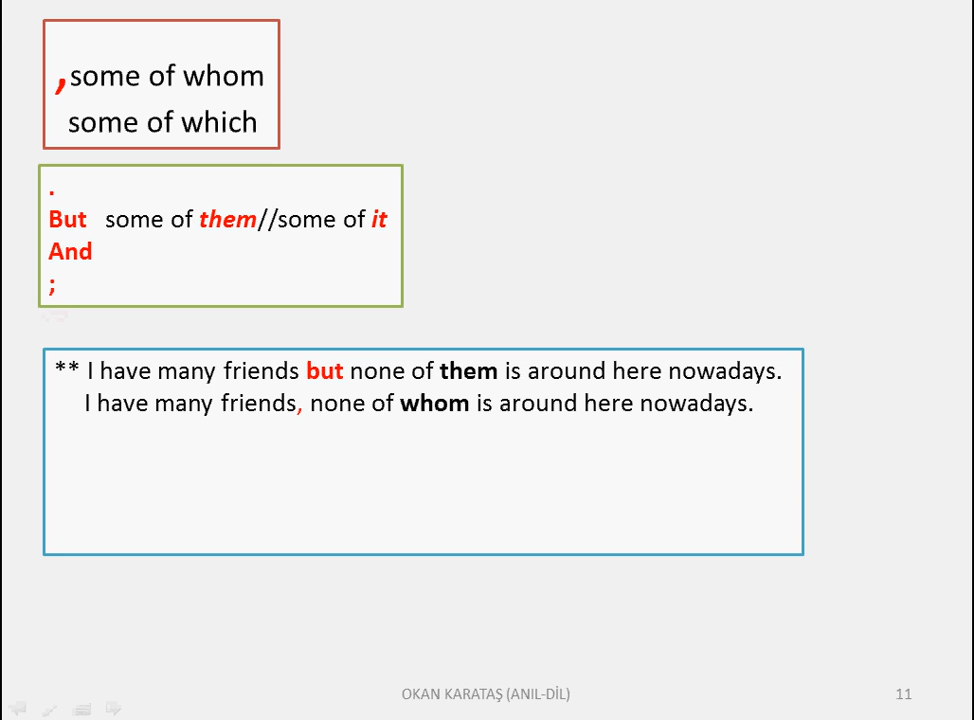 ,some of whom
some of which
.
But some of them//some of it
And
;
** I have many friends but none of them is around here nowadays.
I have many friends, none of whom is around here nowadays.
OKAN KARATAŞ (ANIL-DİL)
11